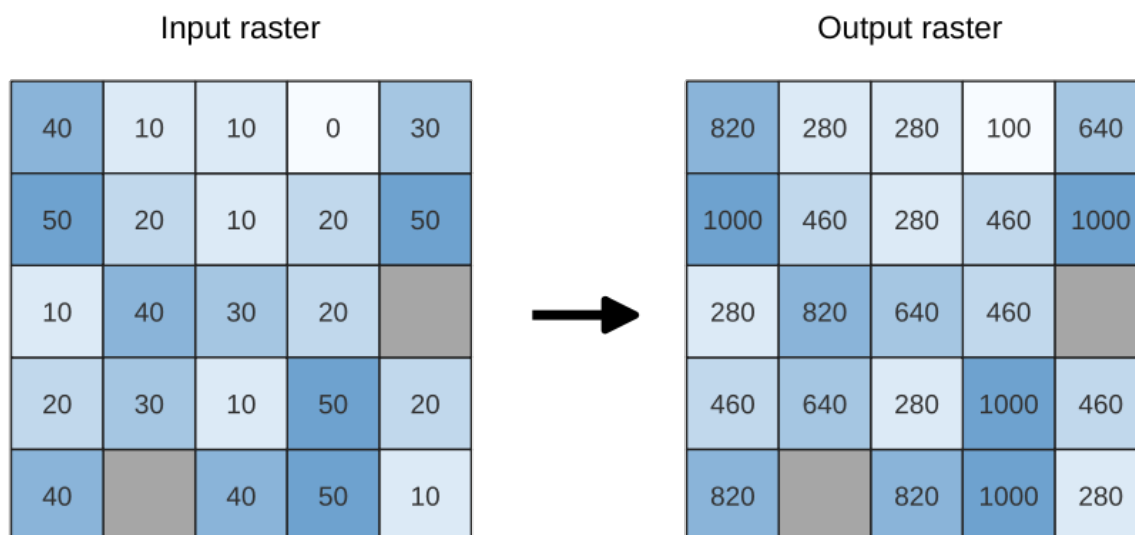 Input raster
Output raster
40 10 10 0 30
820 280 280 100 640
50 20 10 20 50
1000 460 280 460 1000
10 40 30 20
280 820 640 460
20 30 10 50 20
460 640 280 1000 460
40 40 50 10
820 820 1000 280